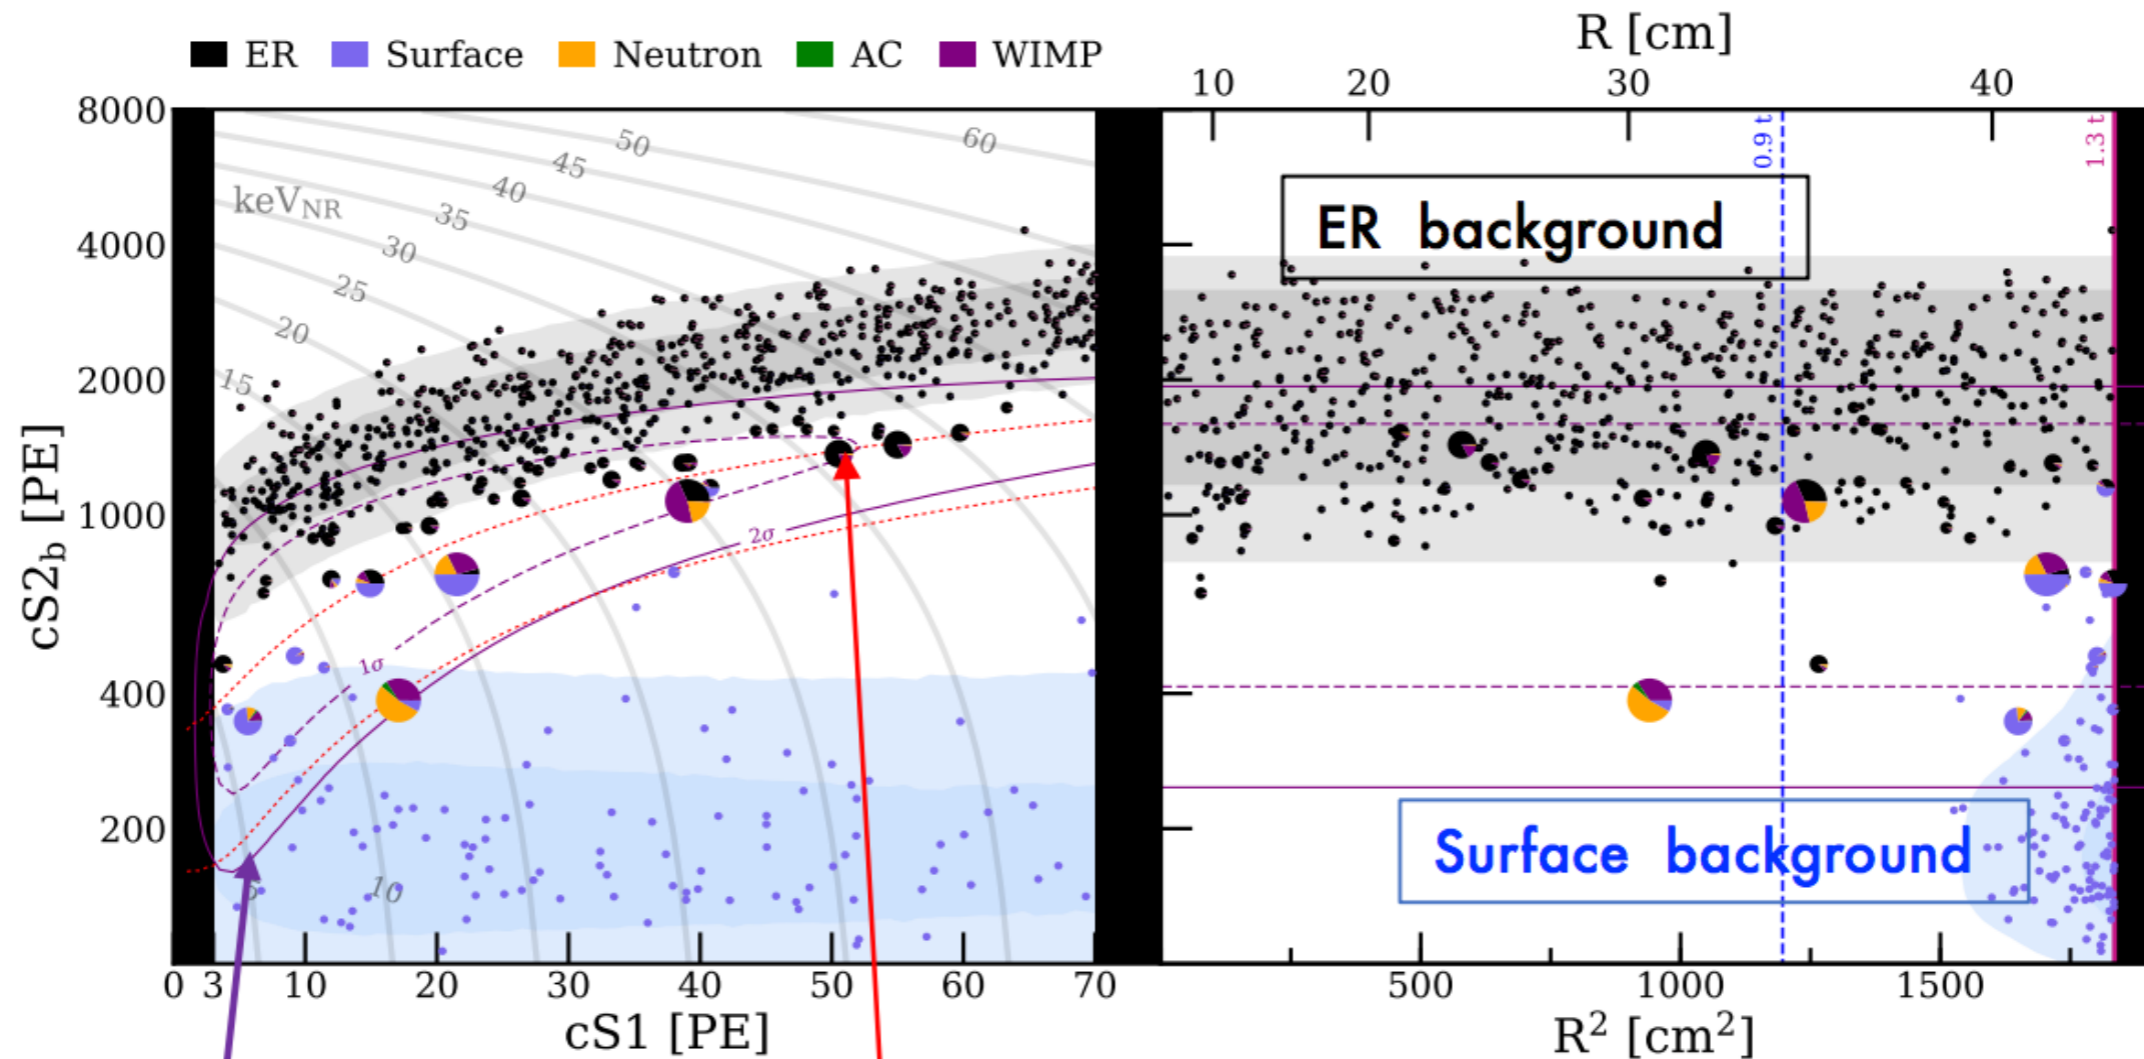 ER Surface Neutron AC WIMP
R [cm]
10 20 30 40
8000
4000
2000
1000
400
200
cS2b [PE]
keVNR
15
20
25
30
35
40
45
50
60
5
10
1σ
2σ
0 3 10 20 30 40 50 60 70
cS1 [PE]
0.9 t
1.3 t
ER background
Surface background
500 1000 1500
R² [cm²]